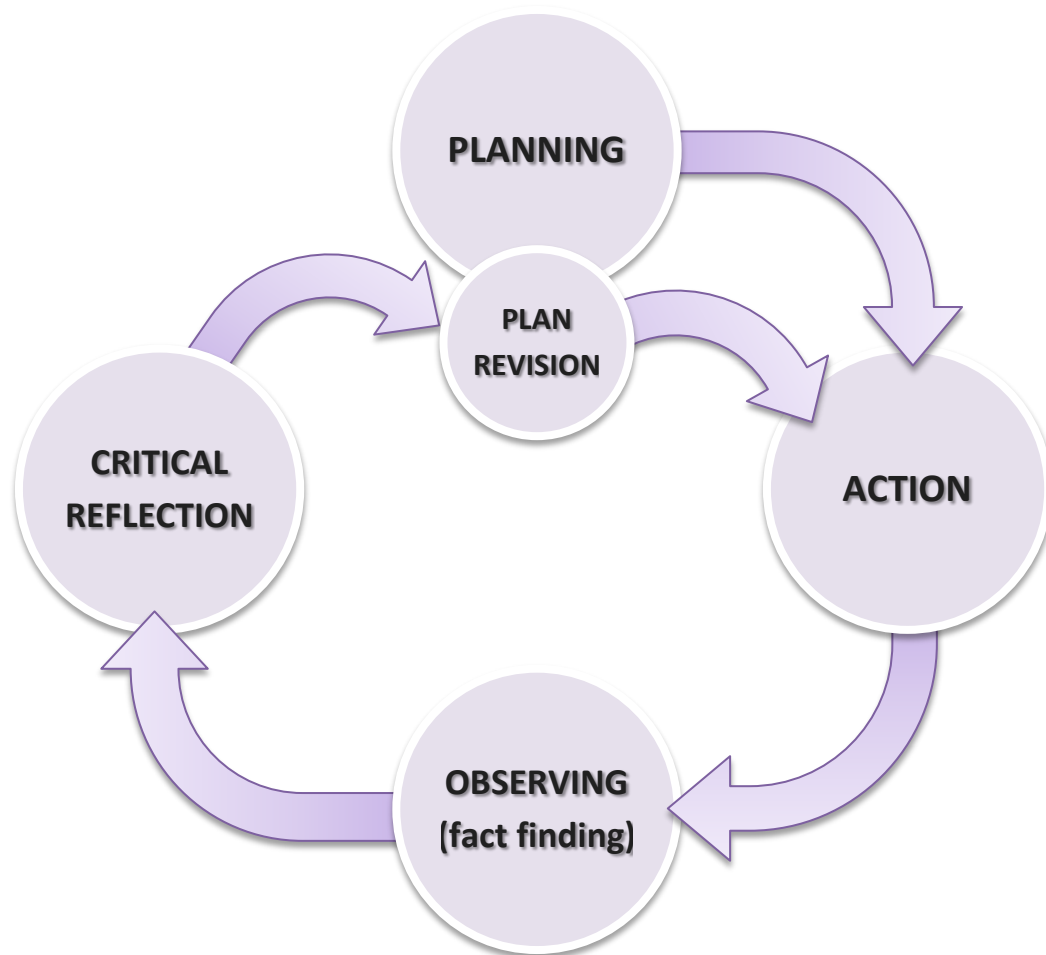 PLANNING
PLAN
REVISION
CRITICAL
REFLECTION
ACTION
OBSERVING
(fact finding)